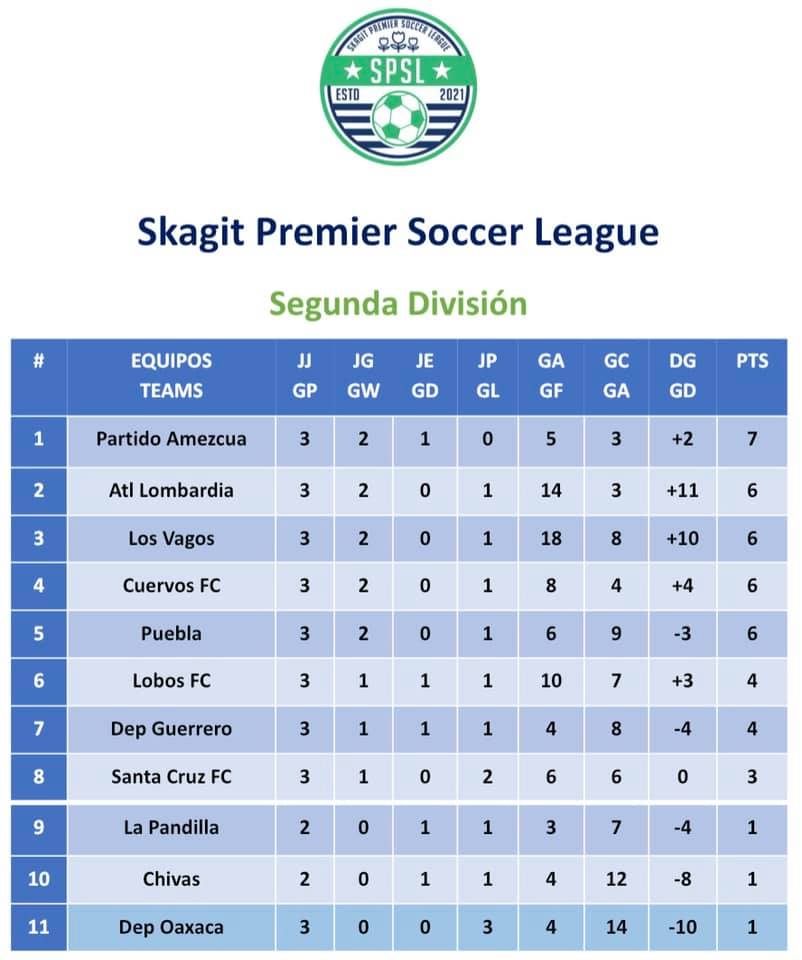 SKAGIT PREMIER SOCCER LEAGUE
SPSL
ESTD 2021
Skagit Premier Soccer League
Segunda División
# EQUIPOS JJ JG JE JP GA GC DG PTS
TEAMS GP GW GD GL GF GA GD
1 Partido Amezcua 3 2 1 0 5 3 +2 7
2 Atl Lombardia 3 2 0 1 14 3 +11 6
3 Los Vagos 3 2 0 1 18 8 +10 6
4 Cuervos FC 3 2 0 1 8 4 +4 6
5 Puebla 3 2 0 1 6 9 -3 6
6 Lobos FC 3 1 1 1 10 7 +3 4
7 Dep Guerrero 3 1 1 1 4 8 -4 4
8 Santa Cruz FC 3 1 0 2 6 6 0 3
9 La Pandilla 2 0 1 1 3 7 -4 1
10 Chivas 2 0 1 1 4 12 -8 1
11 Dep Oaxaca 3 0 0 3 4 14 -10 1